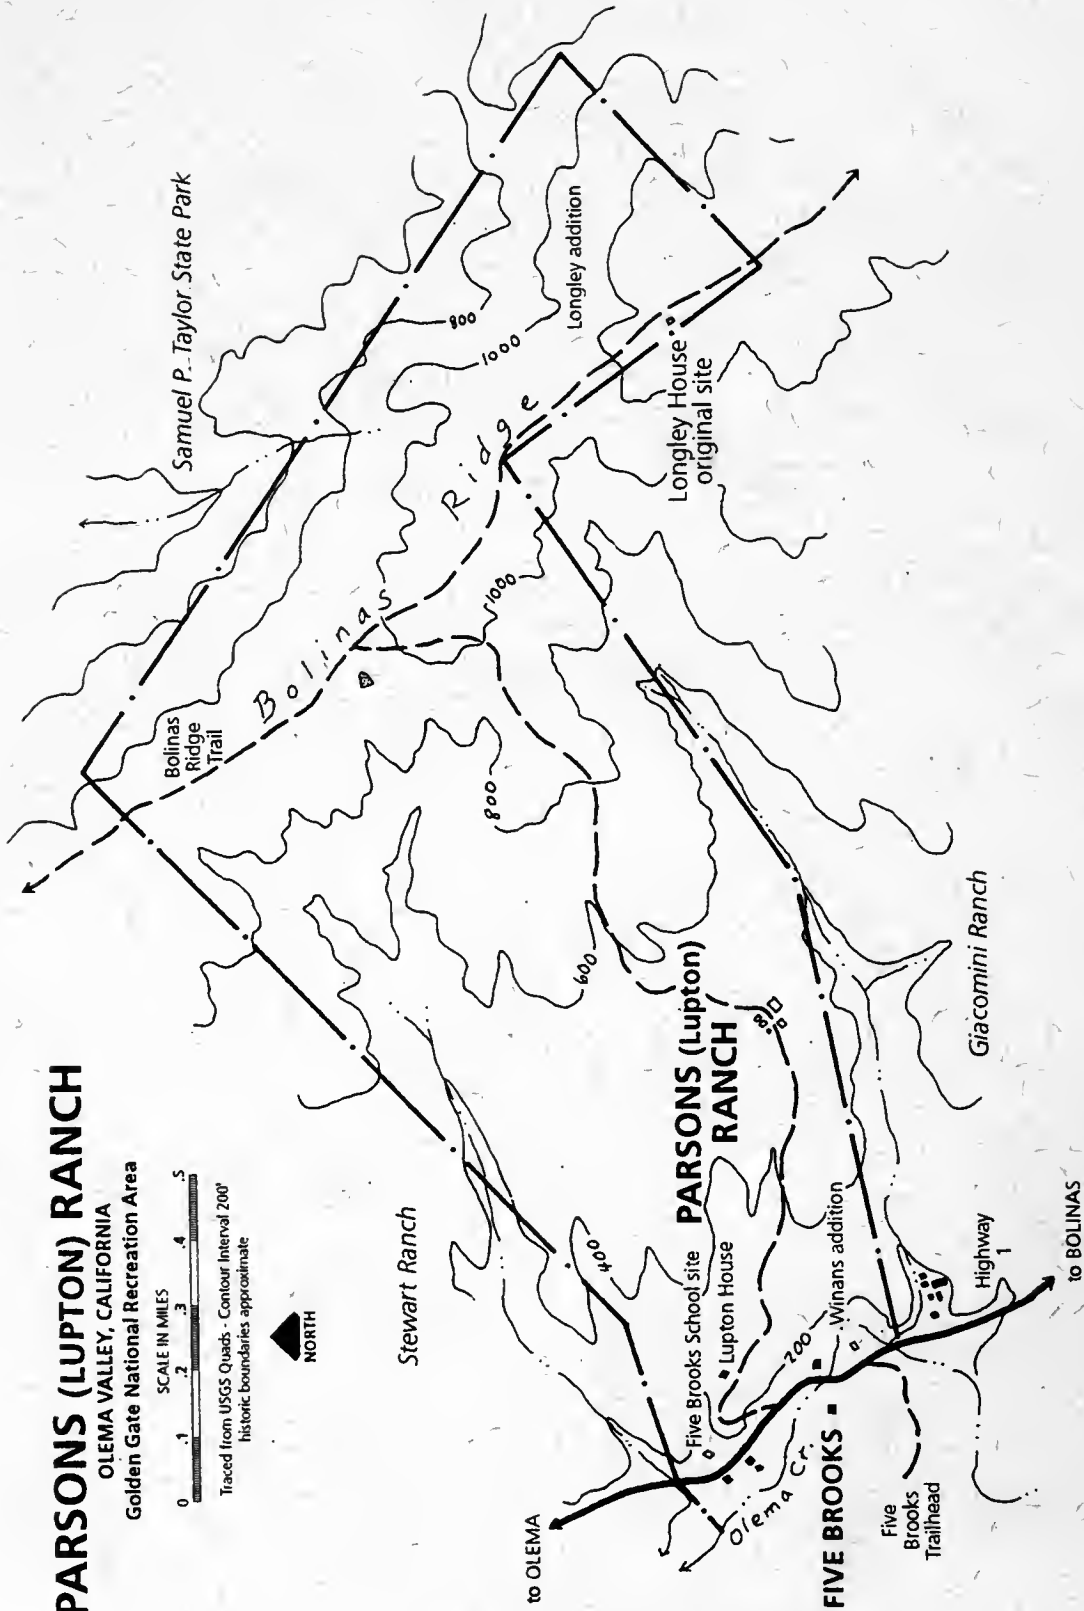 PARSONS (LUPTON) RANCH
OLEMA VALLEY, CALIFORNIA
Golden Gate National Recreation Area
SCALE IN MILES
0 .1 .2 .3 .4 .5
Traced from USGS Quads - Contour Interval 200'
historic boundaries approximate
NORTH
Samuel P. Taylor State Park
Bolinas
Ridge
Trail
Bolinas Ridge
800
1000
Longley addition
Longley House
original site
1000
800
600
Stewart Ranch
400
PARSONS (Lupton)
RANCH
Giacomini Ranch
Five Brooks School site
Lupton House
200
Winans addition
Highway
1
to BOLINAS
to OLEMA
Olema Cr.
FIVE BROOKS
Five
Brooks
Trailhead